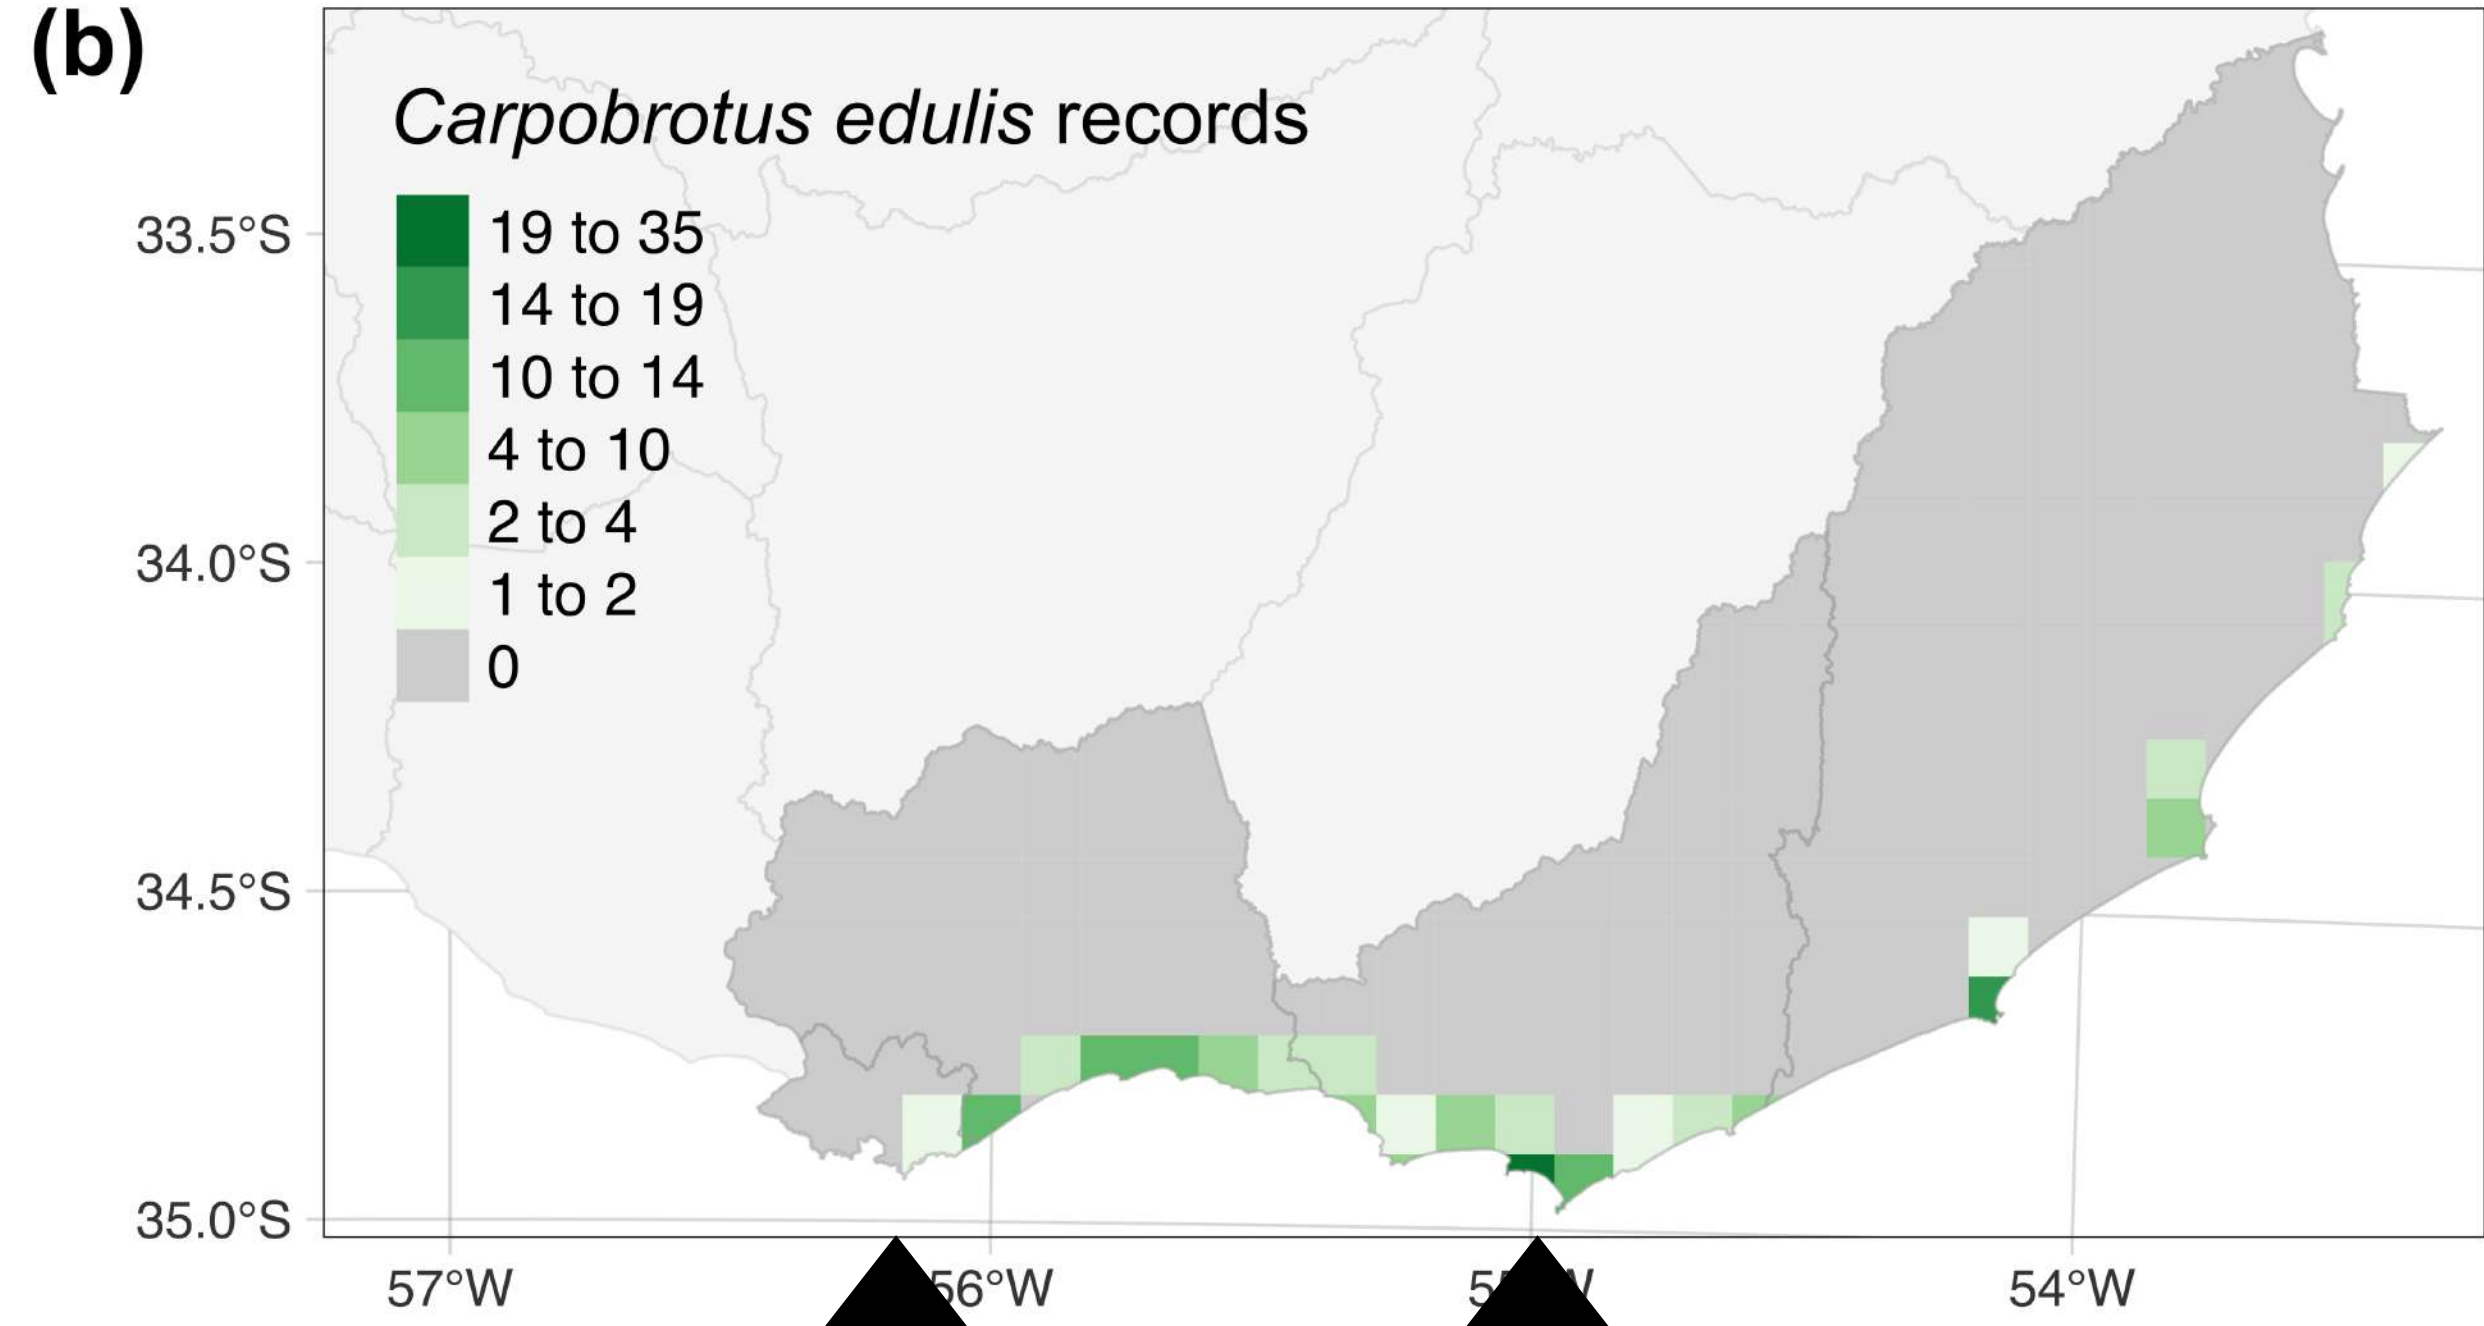 (b)
Carpobrotus edulis records
19 to 35
14 to 19
10 to 14
4 to 10
2 to 4
1 to 2
0
33.5°S
34.0°S
34.5°S
35.0°S
57°W
56°W
54°W